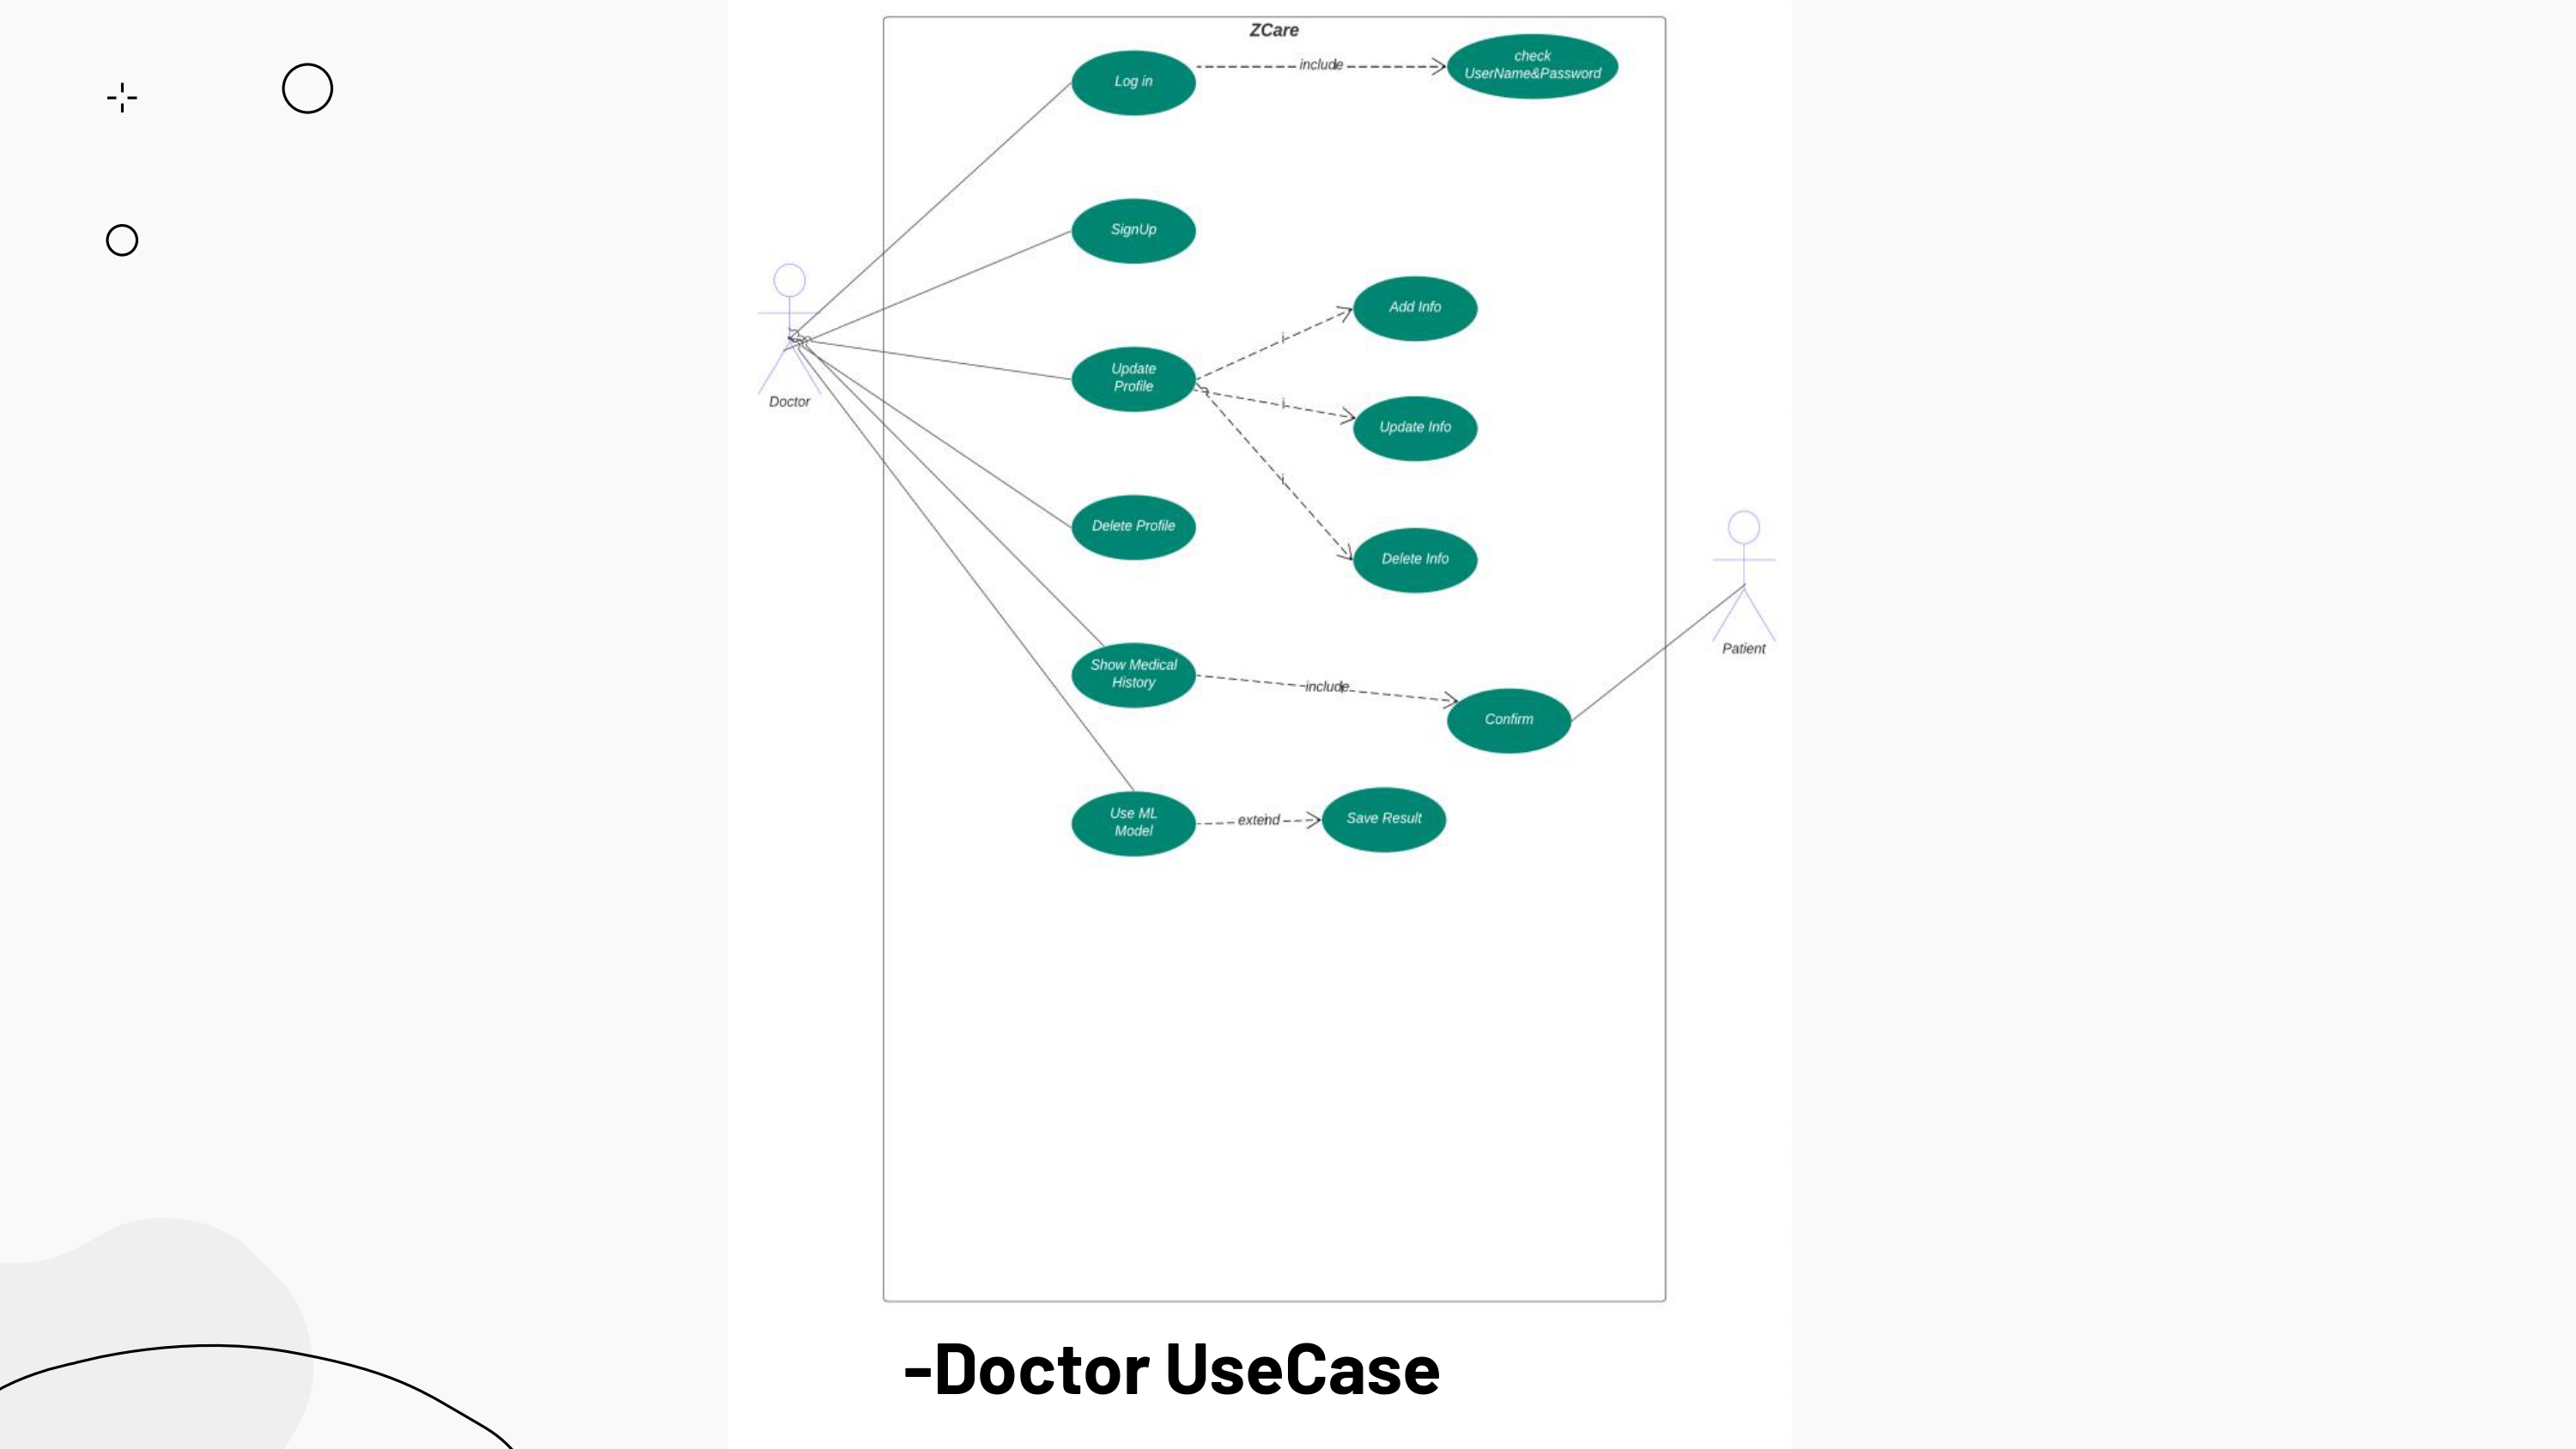 ZCare
Log in
include
check
UserName&Password
SignUp
Doctor
Update
Profile
i
Add Info
i
Update Info
i
Delete Info
Delete Profile
Patient
Show Medical
History
include
Confirm
Use ML
Model
extend
Save Result
-Doctor UseCase